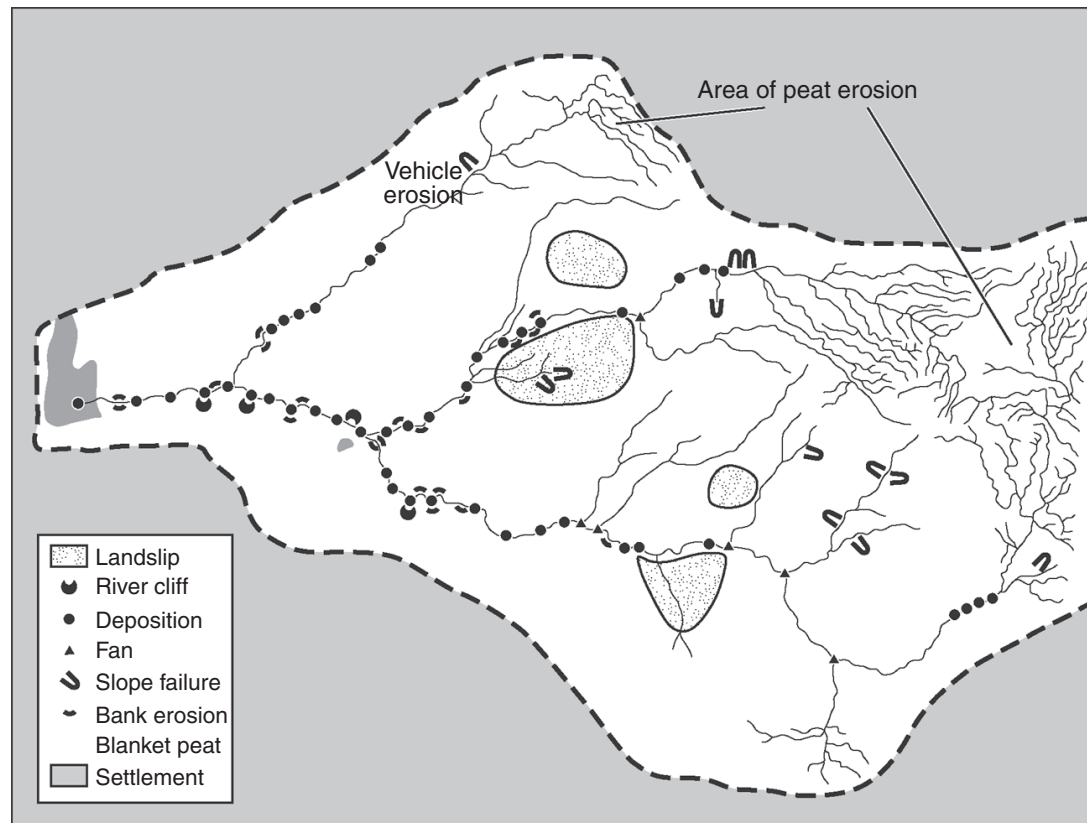 Area of peat erosion
Vehicle
erosion
Landslip
River cliff
Deposition
Fan
Slope failure
Bank erosion
Blanket peat
Settlement